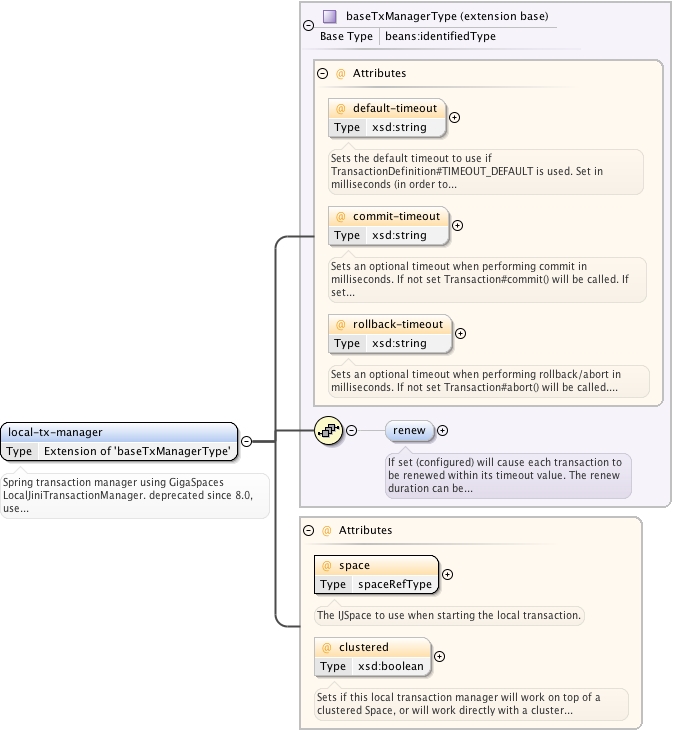 baseTxManagerType (extension base)
Base Type beans:identifiedType
@ Attributes
@ default-timeout
Type xsd:string
Sets the default timeout to use if
TransactionDefinition#TIMEOUT_DEFAULT is used. Set in
milliseconds (in order to...
@ commit-timeout
Type xsd:string
Sets an optional timeout when performing commit in
milliseconds. If not set Transaction#commit() will be called. If
set...
@ rollback-timeout
Type xsd:string
Sets an optional timeout when performing rollback/abort in
milliseconds. If not set Transaction#abort() will be called....
local-tx-manager
Type Extension of 'baseTxManagerType'
Spring transaction manager using GigaSpaces
LocalJiniTransactionManager. deprecated since 8.0,
use...
renew
If set (configured) will cause each transaction to
be renewed within its timeout value. The renew
duration can be...
@ Attributes
@ space
Type spaceRefType
The IJSpace to use when starting the local transaction.
@ clustered
Type xsd:boolean
Sets if this local transaction manager will work on top of a
clustered Space, or will work directly with a cluster...